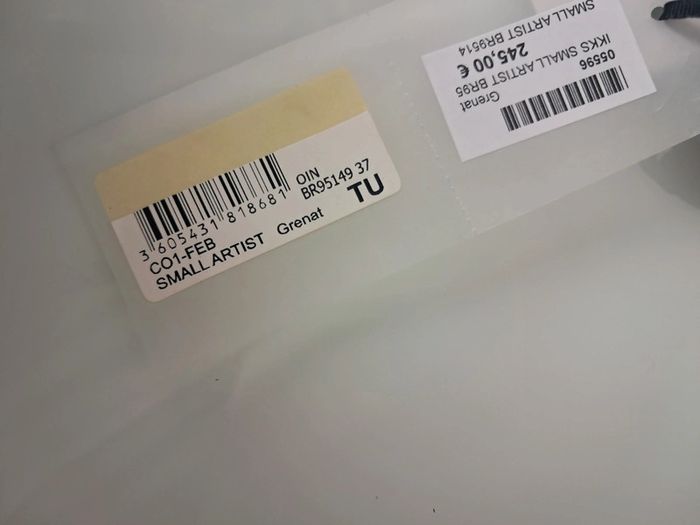 3 605431 818681
OIN
BR95149 37
CO1-FEB
TU
SMALL ARTIST Grenat
05596
IKKS SMALL ARTIST BR95
Grenat
245,00 €
SMALL ARTIST BR9514